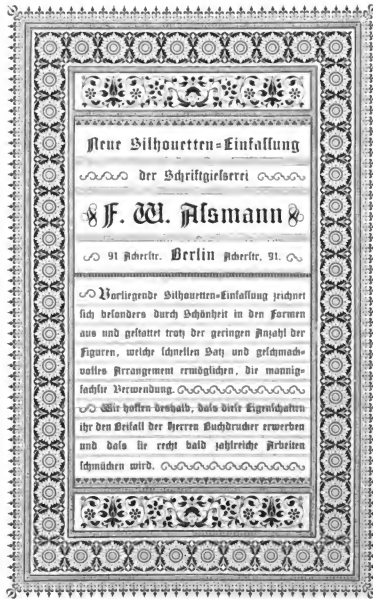 Neue Silhouetten-Einfassung
der Schriftgiesserei
F. W. Assmann
91 Ackerstr. Berlin Ackerstr. 91.
Vorliegende Silhouetten-Einfassung zeichnet
sich besonders durch Schönheit in den Formen
aus und gestattet trotz der geringen Anzahl der
Figuren, welche schnellen Satz und geschmack-
volles Arrangement ermöglichen, die mannig-
fachste Verwendung.
Wir hoffen deshalb, dass diese Eigenschaften
ihr den Beifall der Herren Buchdrucker erwerben
und dass sie recht bald zahlreiche Arbeiten
schmücken wird.